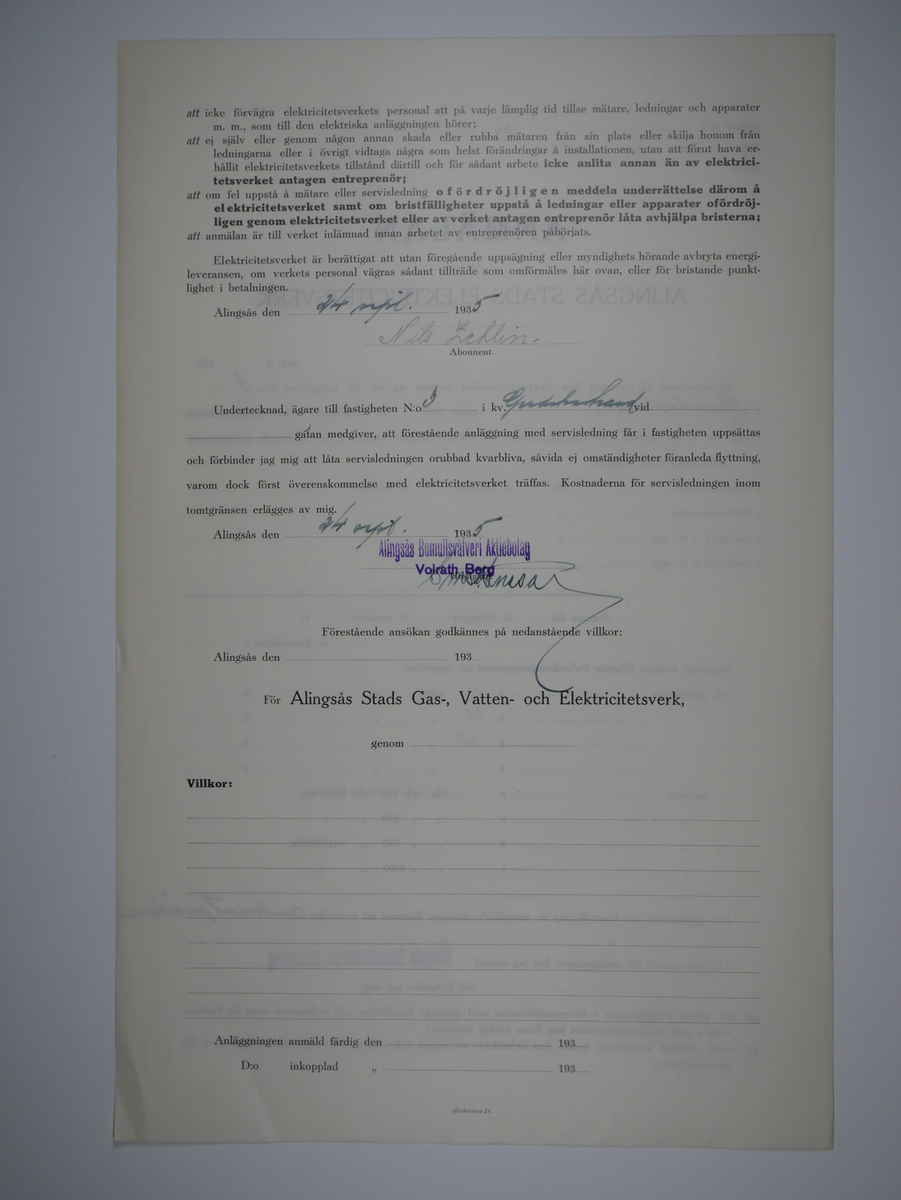 att icke förvägra elektricitetsverkets personal att på varje lämplig tid tillse mätare, ledningar och apparater
m. m., som till den elektriska anläggningen hörer;
att ej själv eller genom någon annan skada eller rubba mätaren från sin plats eller skilja honom från
ledningarna eller i övrigt vidtaga några som helst förändringar å installationen, utan att förut hava er-
hållit elektricitetsverkets tillstånd därtill och för sådant arbete icke anlita annan än av elektrici-
tetsverket antagen entreprenör;
att om fel uppstå å mätare eller servisledning ofördröjligen meddela underrättelse därom å
elektricitetsverket samt om bristfälligheter uppstå å ledningar eller apparater ofördröj-
ligen genom elektricitetsverket eller av verket antagen entreprenör låta avhjälpa bristerna;
att anmälan är till verket inlämnad innan arbetet av entreprenören påbörjats.
Elektricitetsverket är berättigat att utan föregående uppsägning eller myndighets hörande avbryta energi-
leveransen, om verkets personal vägras sådant tillträde som omförmäles här ovan, eller för bristande punkt-
lighet i betalningen.
Alingsås den 24 sept. 1935
Nils
Abonnent.
Undertecknad, ägare till fastigheten N:o 3 i kv. vid
gatan medgiver, att förestående anläggning med servisledning får i fastigheten uppsättas
och förbinder jag mig att låta servisledningen orubbad kvarbliva, såvida ej omständigheter föranleda flyttning,
varom dock först överenskommelse med elektricitetsverket träffas. Kostnaderna för servisledningen inom
tomtgränsen erlägges av mig.
Alingsås den 24 sept. 1935
Alingsås Bomullsväfveri Aktiebolag
Volrath Berg
Förestående ansökan godkännes på nedanstående villkor:
Alingsås den 193
För Alingsås Stads Gas-, Vatten- och Elektricitetsverk,
genom
Villkor:
Anläggningen anmäld färdig den 193
D:o inkopplad „ 193